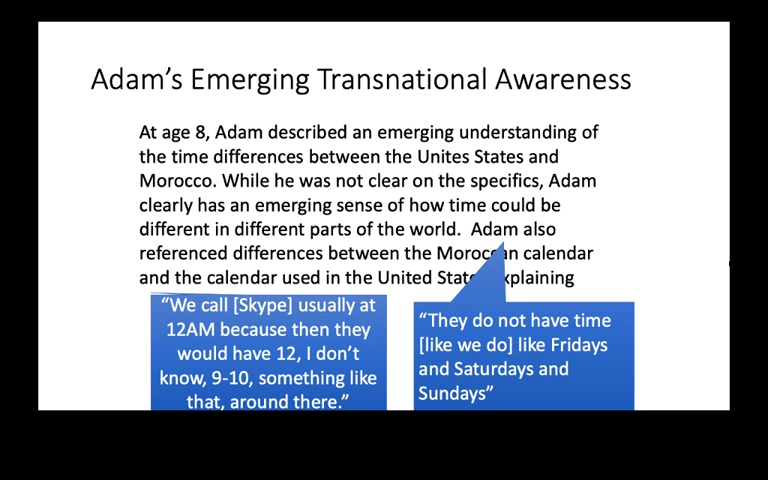 Adam's Emerging Transnational Awareness
At age 8, Adam described an emerging understanding of
the time differences between the Unites States and
Morocco. While he was not clear on the specifics, Adam
clearly has an emerging sense of how time could be
different in different parts of the world.  Adam also
referenced differences between the Moroccan calendar
and the calendar used in the United States explaining
"We call [Skype] usually at
12AM because then they
would have 12, I don't
know, 9-10, something like
that, around there."
"They do not have time
[like we do] like Fridays
and Saturdays and
Sundays"